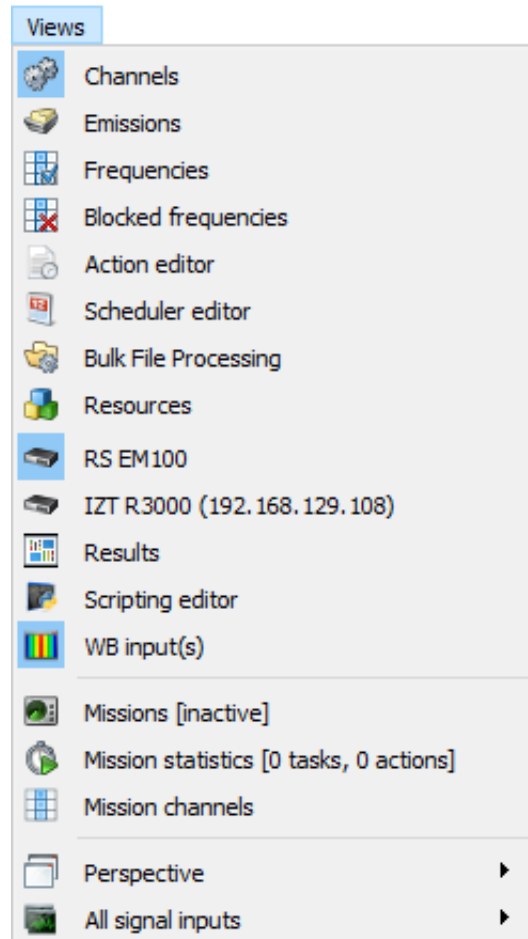 Views
Channels
Emissions
Frequencies
Blocked frequencies
Action editor
Scheduler editor
Bulk File Processing
Resources
RS EM100
IZT R3000 (192.168.129.108)
Results
Scripting editor
WB input(s)
Missions [inactive]
Mission statistics [0 tasks, 0 actions]
Mission channels
Perspective
All signal inputs